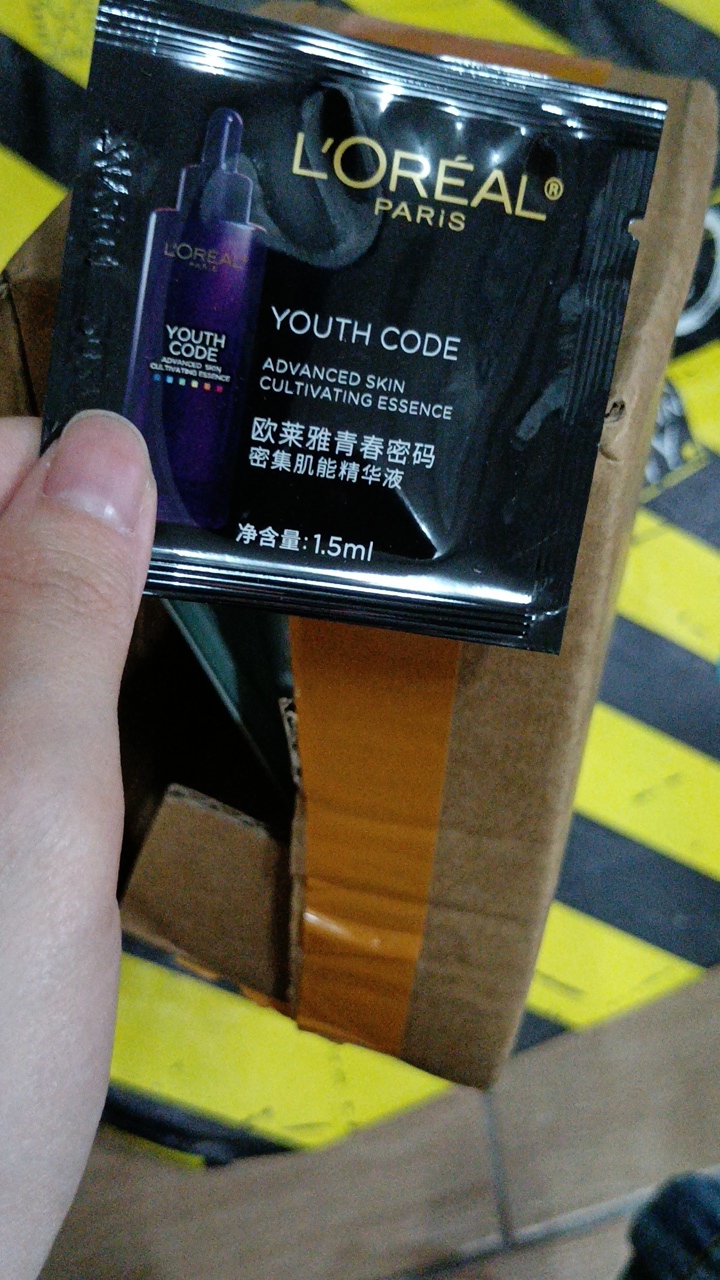 L'ORÉAL®
PARIS
L'ORÉAL
PARIS
YOUTH
CODE
ADVANCED SKIN
CULTIVATING ESSENCE
YOUTH CODE
ADVANCED SKIN
CULTIVATING ESSENCE
欧莱雅青春密码
密集肌能精华液
净含量:1.5ml